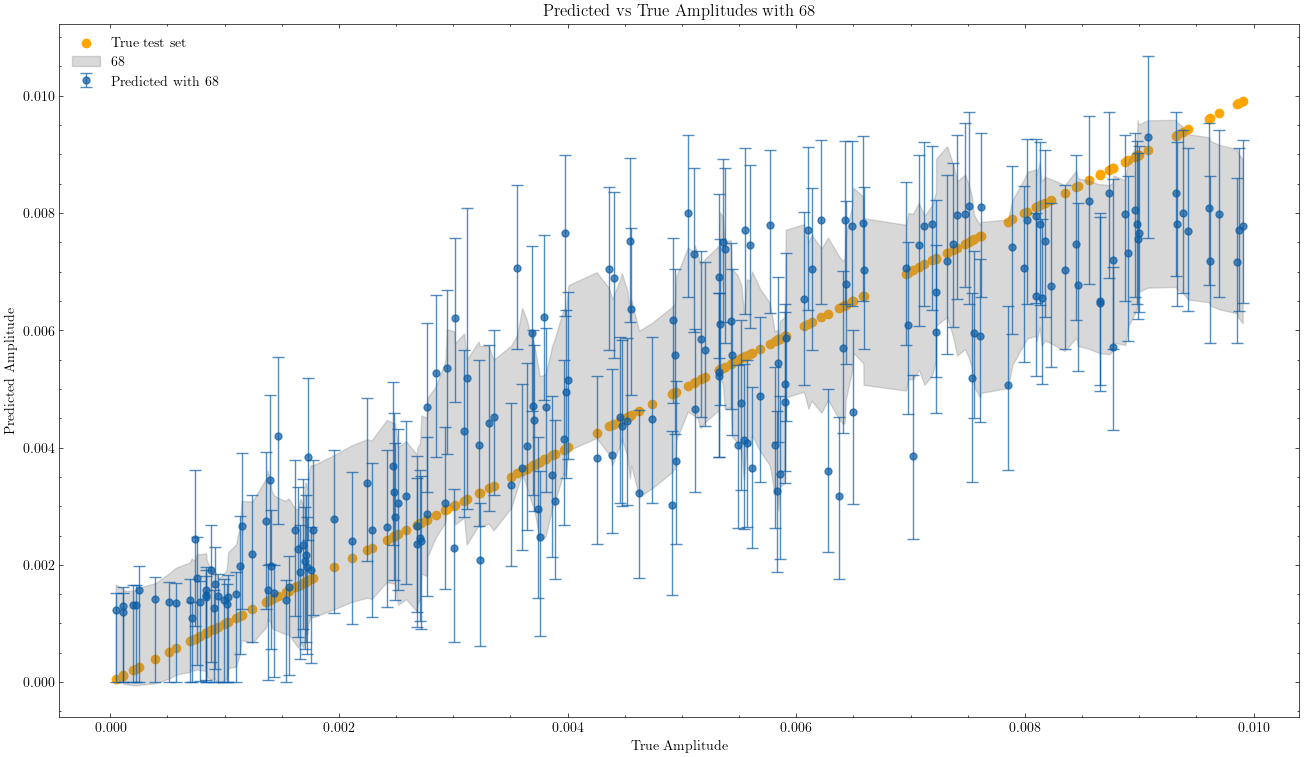 Predicted vs True Amplitudes with 68
True test set
68
Predicted with 68
Predicted Amplitude
0.010
0.008
0.006
0.004
0.002
0.000
0.000 0.002 0.004 0.006 0.008 0.010
True Amplitude